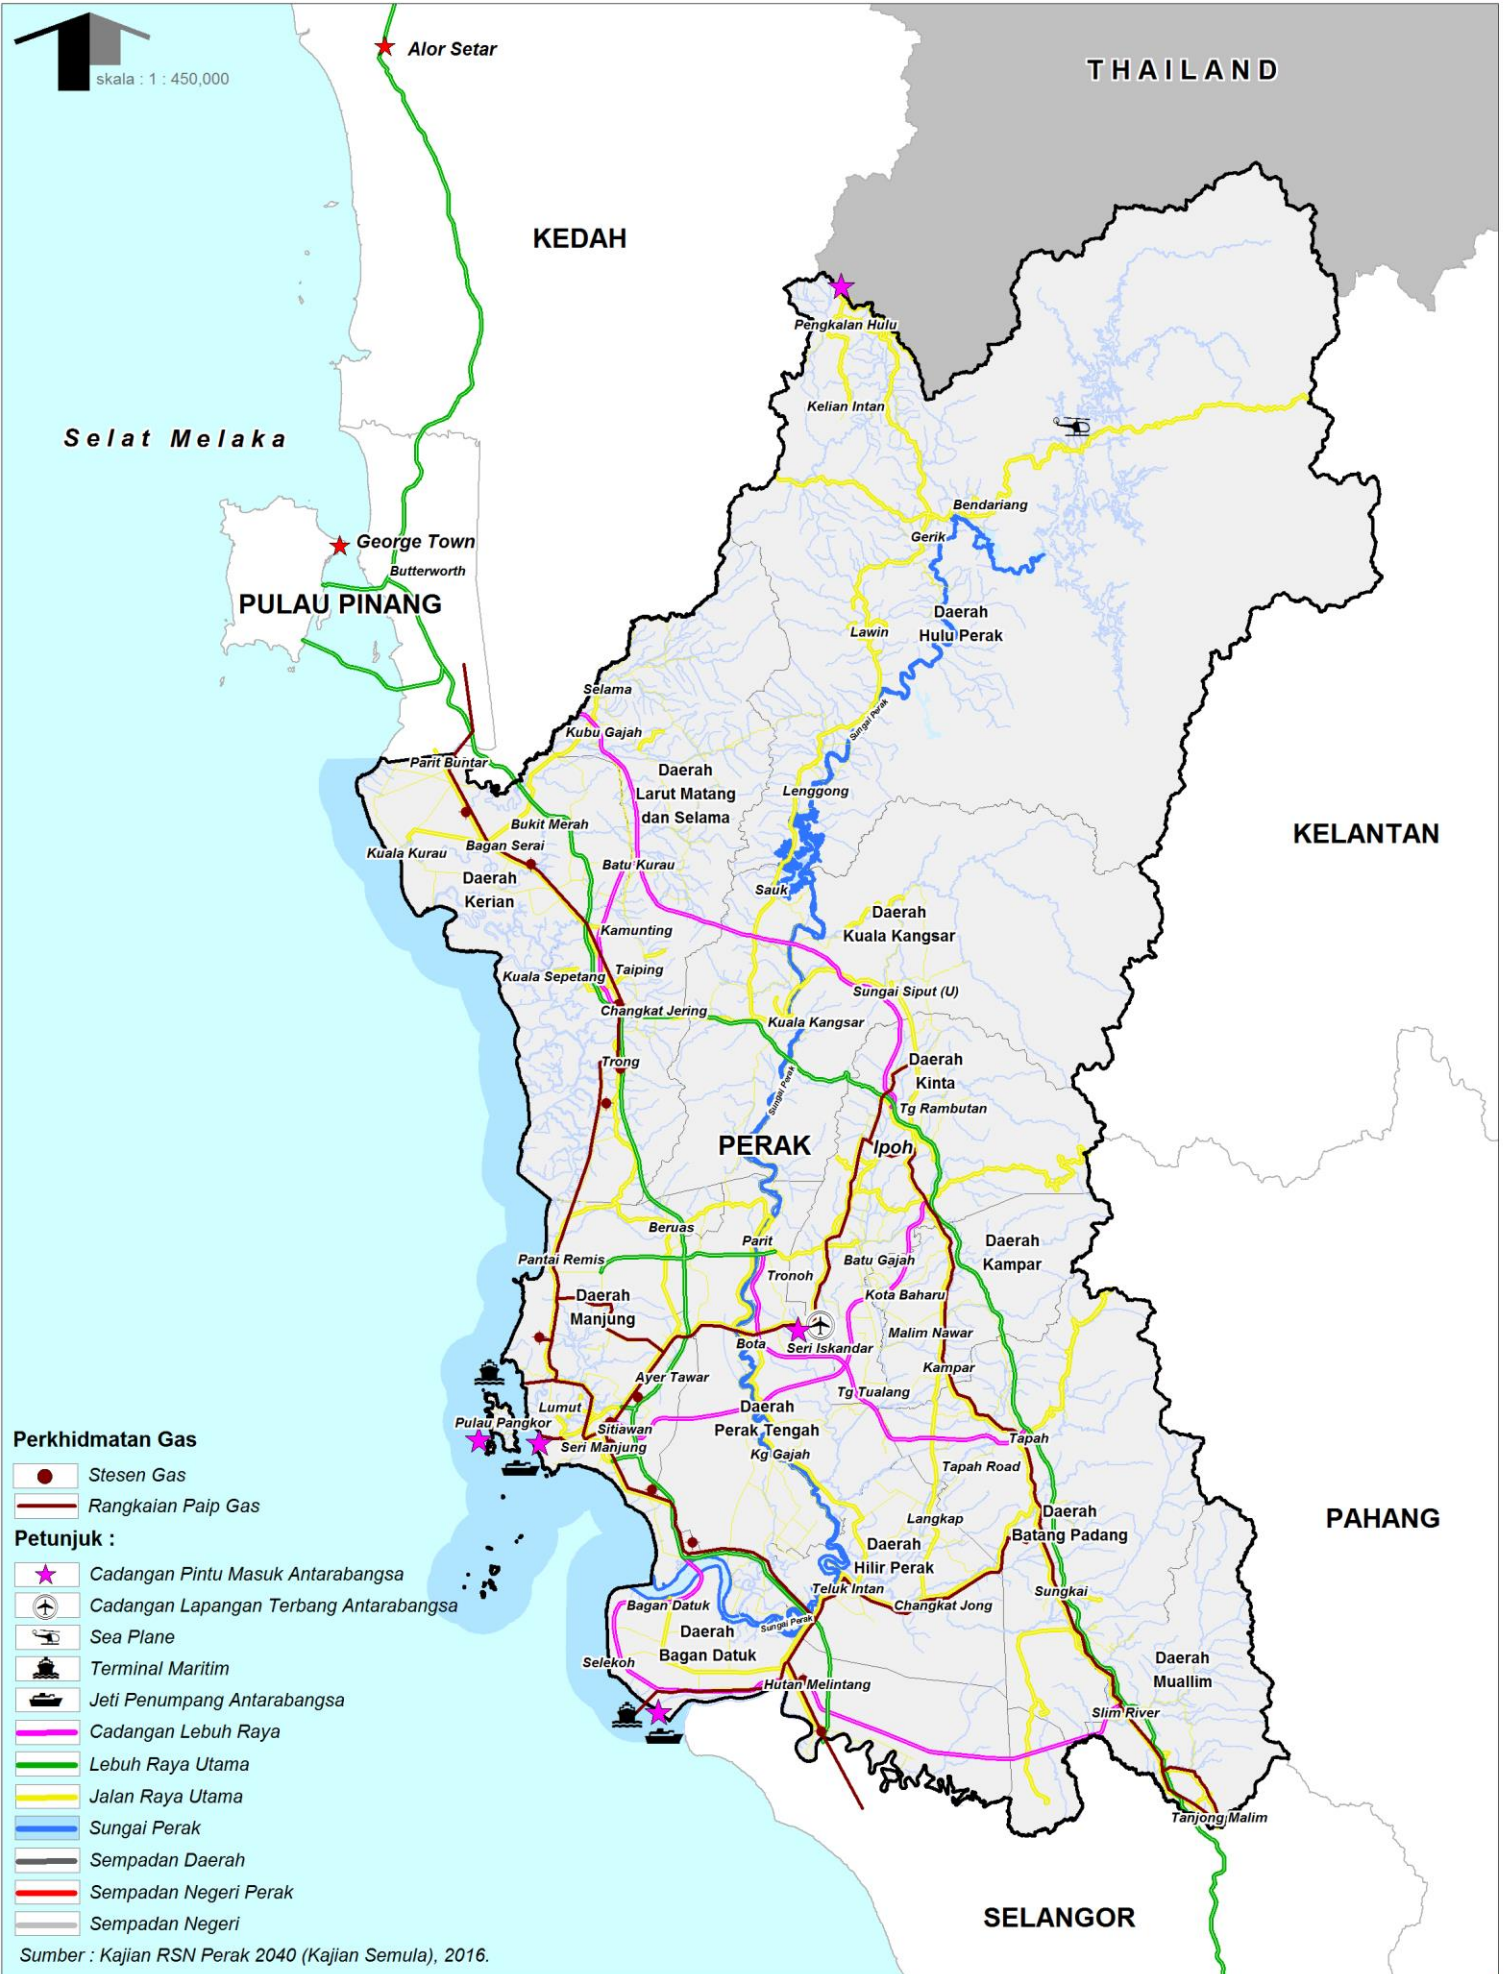 skala : 1 : 450,000
Alor Setar
THAILAND
KEDAH
Pengkalan Hulu
Kelian Intan
Selat Melaka
Bendariang
Gerik
George Town
Butterworth
PULAU PINANG
Daerah
Hulu Perak
Lawin
Selama
Sungai Perak
Kubu Gajah
Parit Buntar
Daerah
Larut Matang
dan Selama
Lenggong
Bukit Merah
KELANTAN
Kuala Kurau
Bagan Serai
Batu Kurau
Daerah
Kerian
Sauk
Daerah
Kuala Kangsar
Kamunting
Kuala Sepetang
Taiping
Sungai Siput (U)
Changkat Jering
Kuala Kangsar
Trong
Daerah
Kinta
Sungai Perak
Tg Rambutan
PERAK
Ipoh
Beruas
Parit
Daerah
Kampar
Pantai Remis
Tronoh
Batu Gajah
Daerah
Manjung
Kota Baharu
Malim Nawar
Bota
Seri Iskandar
Kampar
Ayer Tawar
Tg Tualang
Lumut
Daerah
Perak Tengah
Pulau Pangkor
Sitiawan
Seri Manjung
Kg Gajah
Tapah
Tapah Road
Langkap
Daerah
Batang Padang
PAHANG
Daerah
Hilir Perak
Teluk Intan
Sungkai
Bagan Datuk
Changkat Jong
Sungai Perak
Daerah
Bagan Datuk
Selekoh
Daerah
Muallim
Hutan Melintang
Slim River
Tanjong Malim
SELANGOR
Perkhidmatan Gas
Stesen Gas
Rangkaian Paip Gas
Petunjuk :
Cadangan Pintu Masuk Antarabangsa
Cadangan Lapangan Terbang Antarabangsa
Sea Plane
Terminal Maritim
Jeti Penumpang Antarabangsa
Cadangan Lebuh Raya
Lebuh Raya Utama
Jalan Raya Utama
Sungai Perak
Sempadan Daerah
Sempadan Negeri Perak
Sempadan Negeri
Sumber : Kajian RSN Perak 2040 (Kajian Semula), 2016.